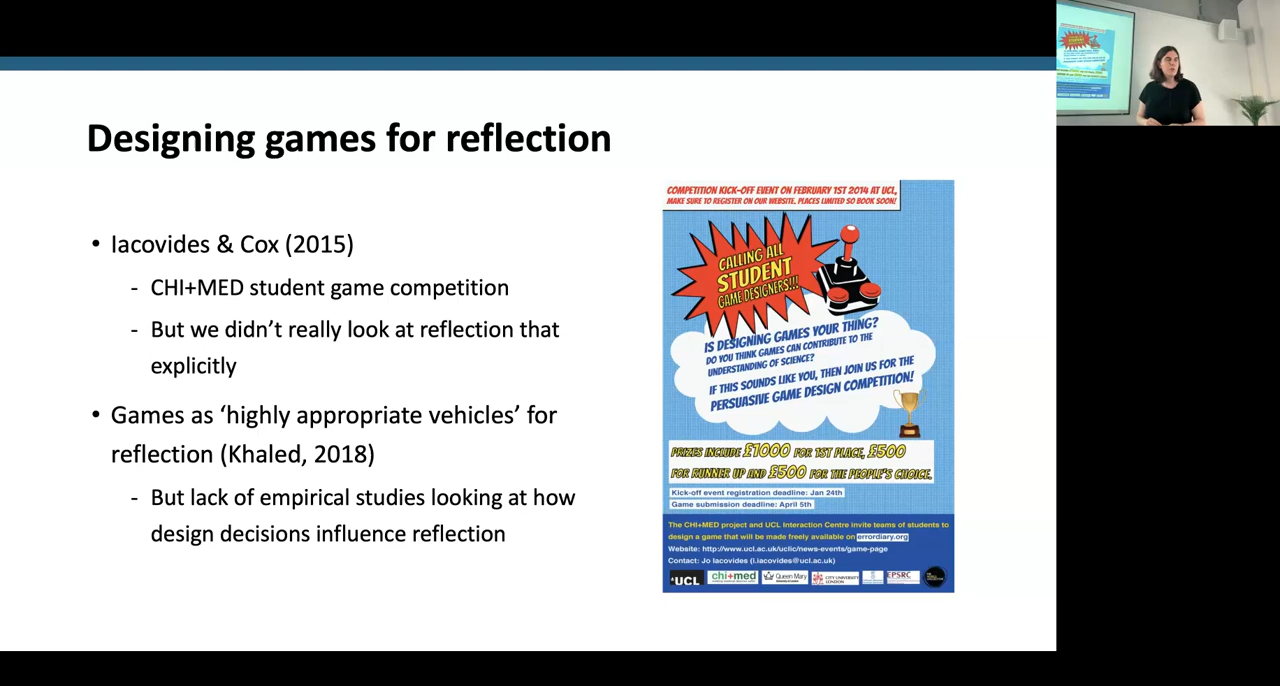 Designing games for reflection
• Iacovides & Cox (2015)
- CHI+MED student game competition
- But we didn't really look at reflection that
explicitly
• Games as 'highly appropriate vehicles' for
reflection (Khaled, 2018)
- But lack of empirical studies looking at how
design decisions influence reflection
COMPETITION KICK-OFF EVENT ON FEBRUARY 1ST 2014 AT UCL,
MAKE SURE TO REGISTER ON OUR WEBSITE, PLACES LIMITED SO BOOK SOON!
CALLING ALL
STUDENT
GAME DESIGNERS!!!
IS DESIGNING GAMES YOUR THING?
DO YOU THINK GAMES CAN CONTRIBUTE TO THE
UNDERSTANDING OF SCIENCE?
IF THIS SOUNDS LIKE YOU, THEN JOIN US FOR THE
PERSUASIVE GAME DESIGN COMPETITION!
PRIZES INCLUDE £1000 FOR 1ST PLACE, £500
FOR RUNNER UP AND £500 FOR THE PEOPLE'S CHOICE.
Kick-off event registration deadline: Jan 24th
Game submission deadline: April 5th
The CHI+MED project and UCL Interaction Centre invite teams of students to
design a game that will be made freely available on errordiary.org
Website: http://www.ucl.ac.uk/uclic/news-events/game-page
Contact: Jo Iacovides (i.iacovides@ucl.ac.uk)
UCL
chi+med
Queen Mary
CITY UNIVERSITY
LONDON
EPSRC